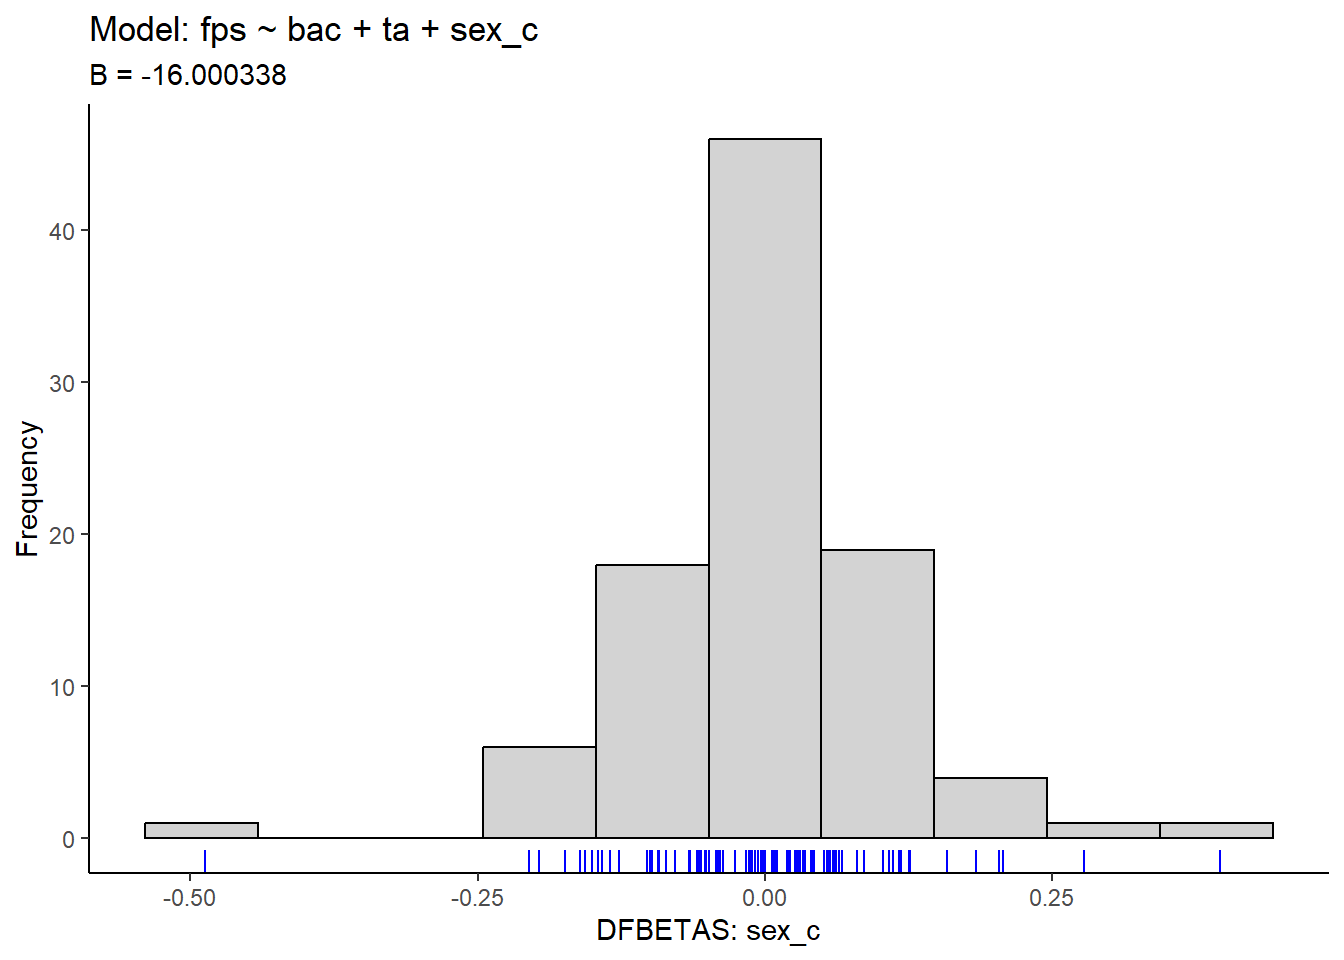 Model: fps ~ bac + ta + sex_c
B = -16.000338
Frequency
40
30
20
10
0
-0.50 -0.25 0.00 0.25
DFBETAS: sex_c